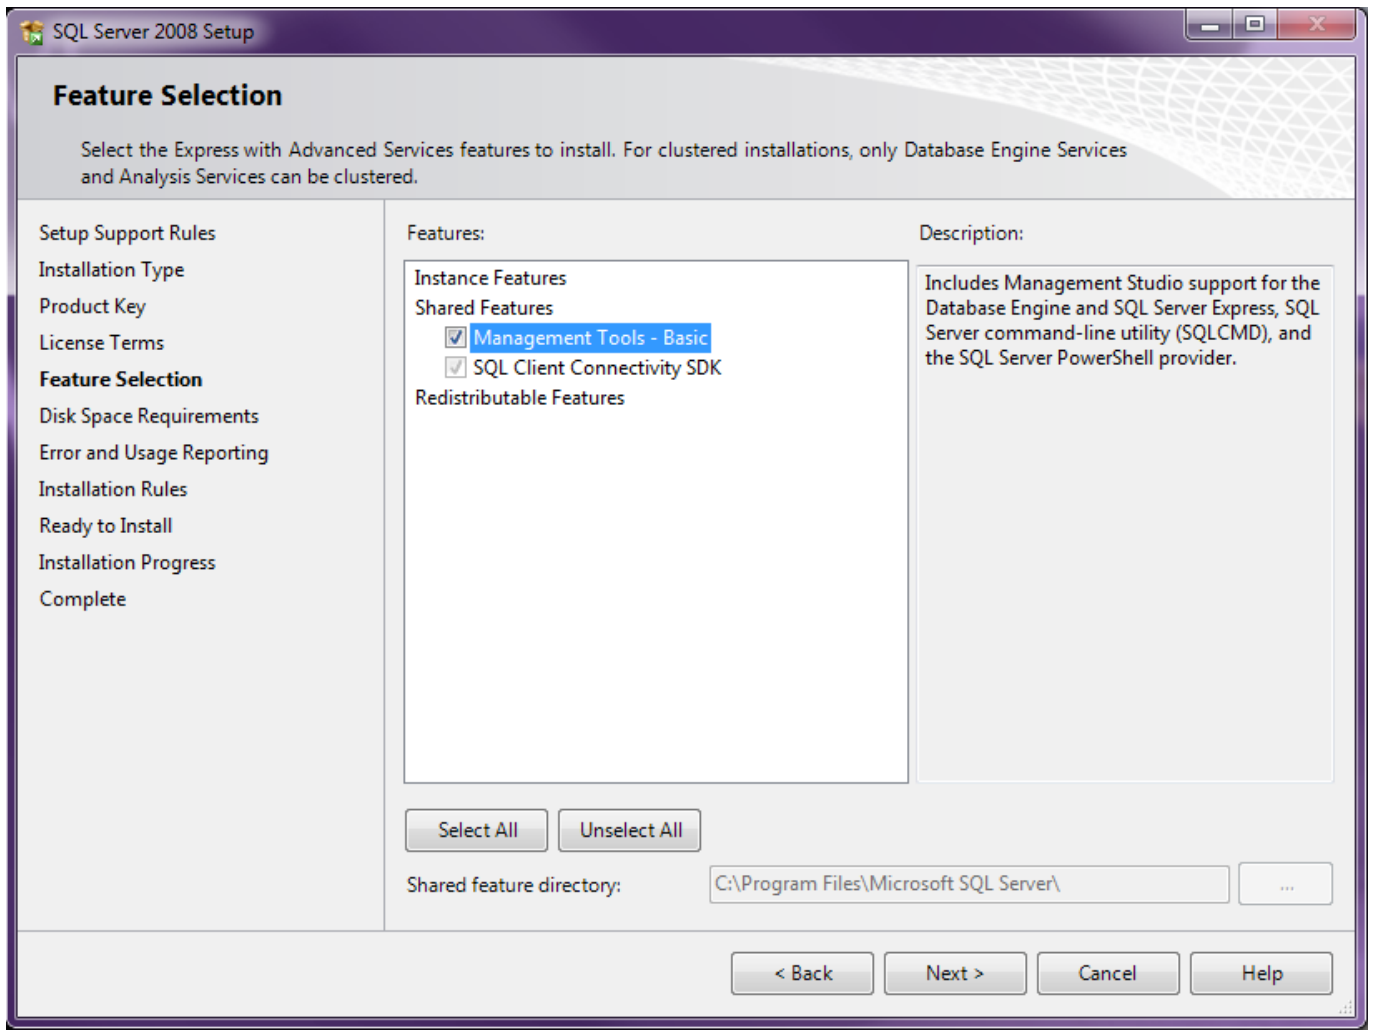 SQL Server 2008 Setup
Feature Selection
Select the Express with Advanced Services features to install. For clustered installations, only Database Engine Services
and Analysis Services can be clustered.
Setup Support Rules
Installation Type
Product Key
License Terms
Feature Selection
Disk Space Requirements
Error and Usage Reporting
Installation Rules
Ready to Install
Installation Progress
Complete
Features:
Instance Features
Shared Features
Management Tools - Basic
SQL Client Connectivity SDK
Redistributable Features
Description:
Includes Management Studio support for the
Database Engine and SQL Server Express, SQL
Server command-line utility (SQLCMD), and
the SQL Server PowerShell provider.
Select All
Unselect All
Shared feature directory:
C:\Program Files\Microsoft SQL Server\
...
< Back
Next >
Cancel
Help